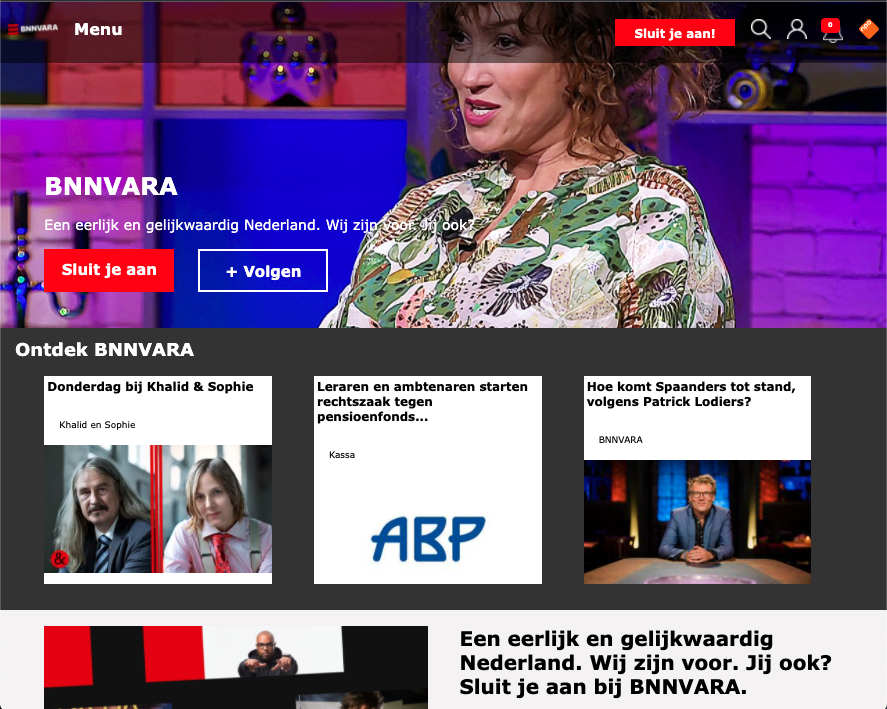 BNNVARA
Menu
Sluit je aan!
0
npo
BNNVARA
Een eerlijk en gelijkwaardig Nederland. Wij zijn voor. Jij ook?
Sluit je aan
+ Volgen
Ontdek BNNVARA
Donderdag bij Khalid & Sophie
Khalid en Sophie
&
Leraren en ambtenaren starten
rechtszaak tegen
pensioenfonds...
Kassa
ABP
Hoe komt Spaanders tot stand,
volgens Patrick Lodiers?
BNNVARA
Een eerlijk en gelijkwaardig
Nederland. Wij zijn voor. Jij ook?
Sluit je aan bij BNNVARA.